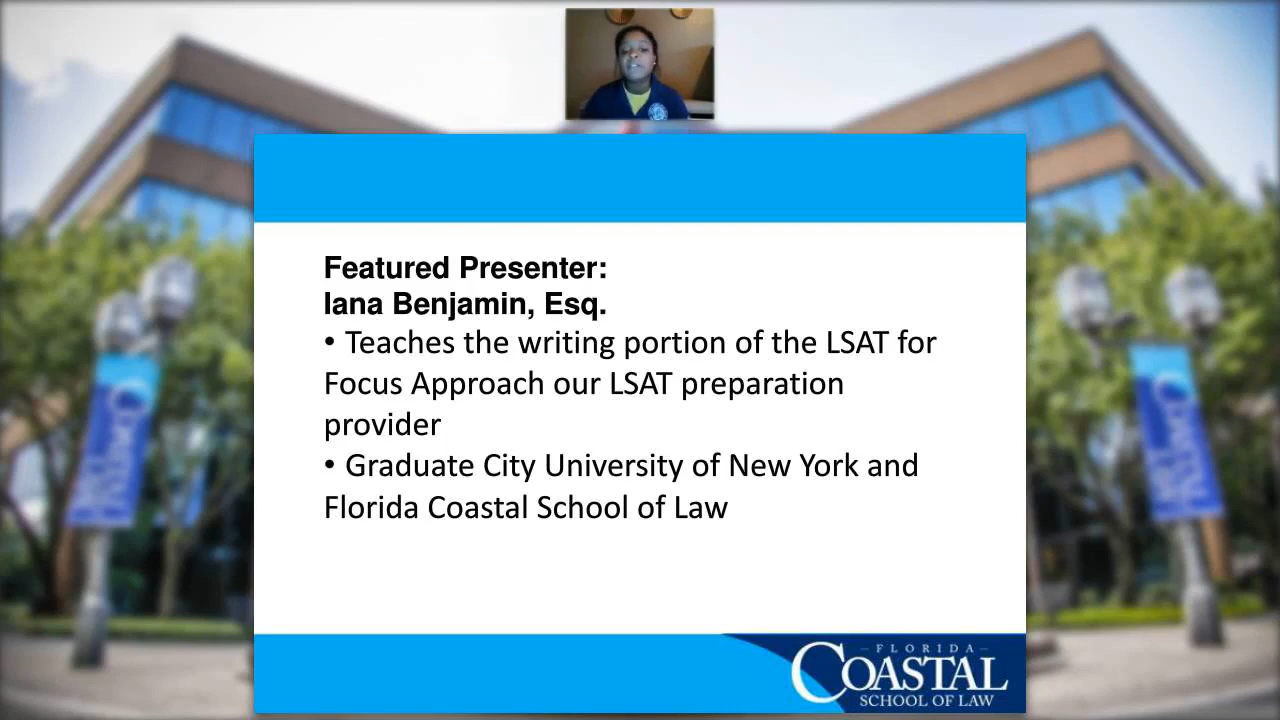 Featured Presenter:
Iana Benjamin, Esq.
• Teaches the writing portion of the LSAT for
Focus Approach our LSAT preparation
provider
• Graduate City University of New York and
Florida Coastal School of Law
FLORIDA
COASTAL
SCHOOL OF LAW